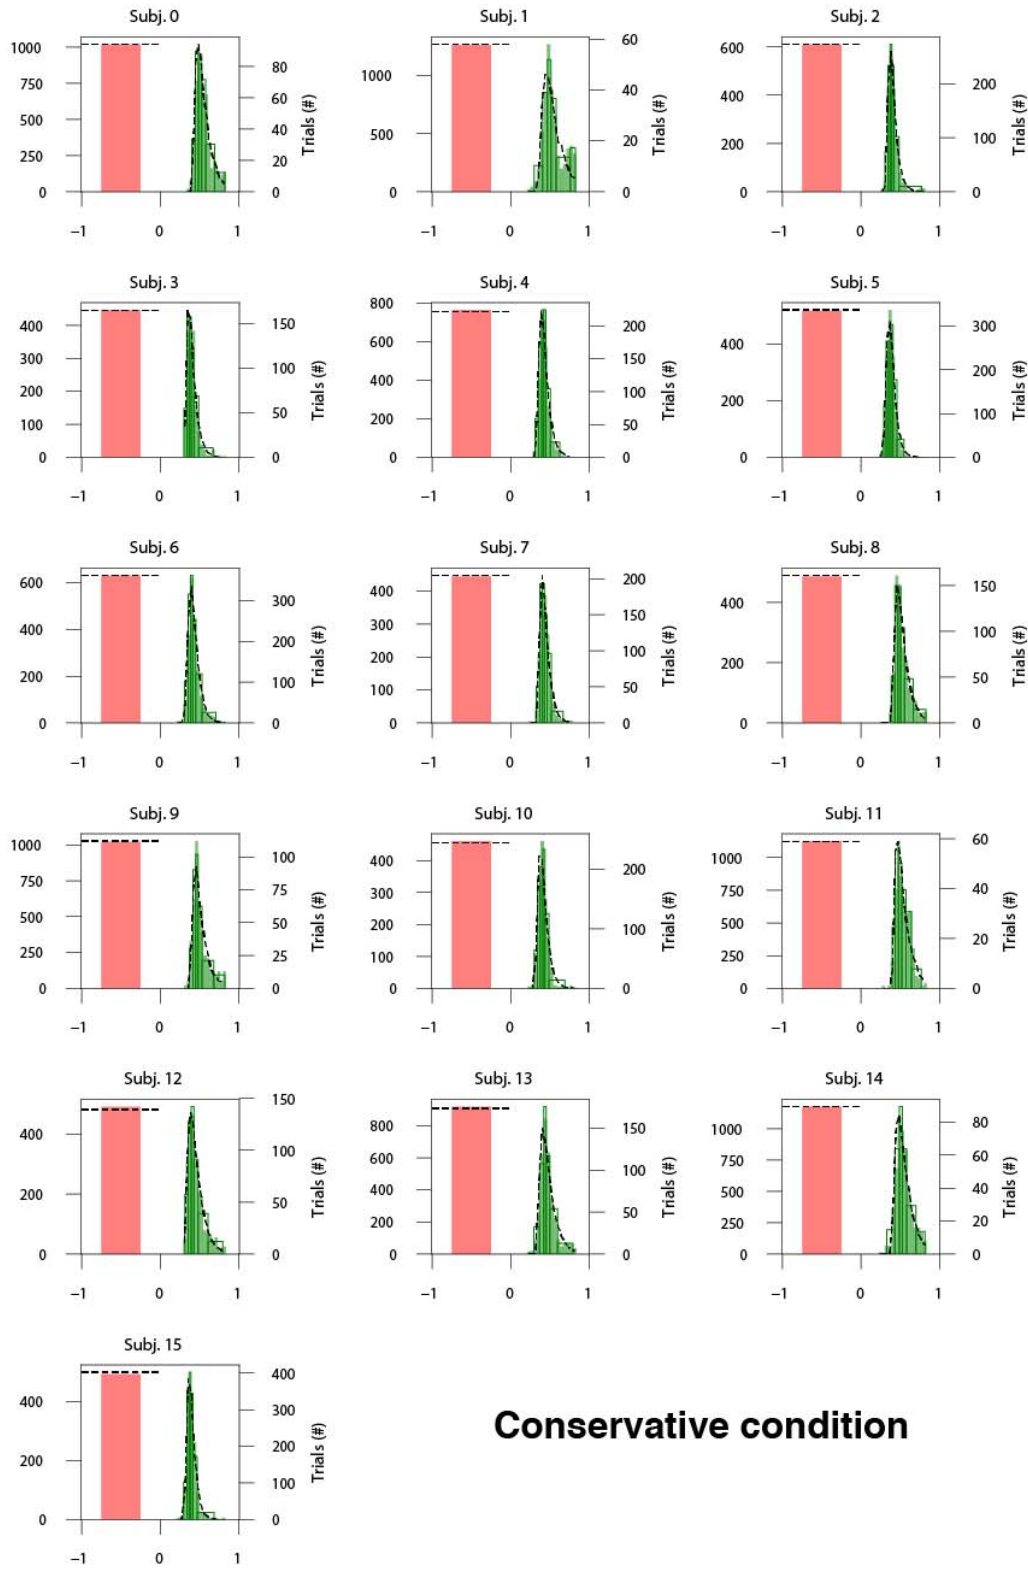 Subj. 0
1000
750
500
250
0
80
60
40
20
0
Trials (#)
−1 0 1
Subj. 1
1000
500
0
60
40
20
0
Trials (#)
−1 0 1
Subj. 2
600
400
200
0
200
100
0
Trials (#)
−1 0 1
Subj. 3
400
300
200
100
0
150
100
50
0
Trials (#)
−1 0 1
Subj. 4
800
600
400
200
0
200
150
100
50
0
Trials (#)
−1 0 1
Subj. 5
400
200
0
300
200
100
0
Trials (#)
−1 0 1
Subj. 6
600
400
200
0
300
200
100
0
Trials (#)
−1 0 1
Subj. 7
400
300
200
100
0
200
150
100
50
0
Trials (#)
−1 0 1
Subj. 8
400
200
0
150
100
50
0
Trials (#)
−1 0 1
Subj. 9
1000
750
500
250
0
100
75
50
25
0
Trials (#)
−1 0 1
Subj. 10
400
300
200
100
0
200
100
0
Trials (#)
−1 0 1
Subj. 11
1000
750
500
250
0
60
40
20
0
Trials (#)
−1 0 1
Subj. 12
400
200
0
150
100
50
0
Trials (#)
−1 0 1
Subj. 13
800
600
400
200
0
150
100
50
0
Trials (#)
−1 0 1
Subj. 14
1000
750
500
250
0
80
60
40
20
0
Trials (#)
−1 0 1
Subj. 15
400
200
0
400
300
200
100
0
Trials (#)
−1 0 1
Conservative condition